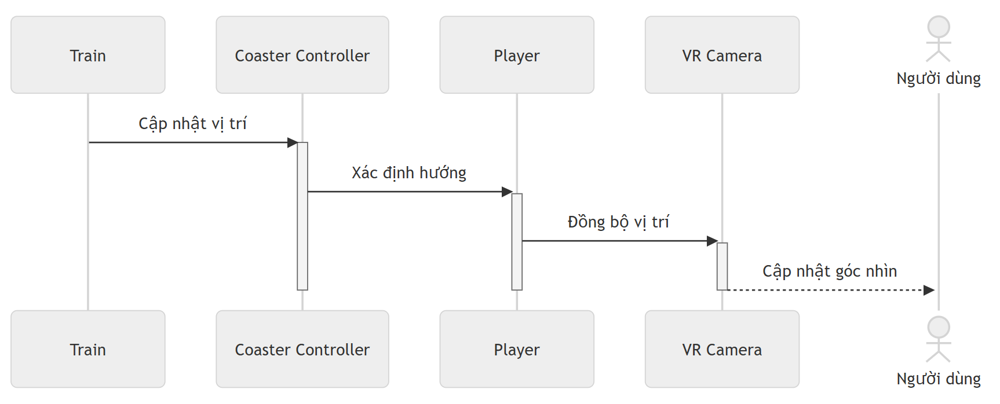 Train
Coaster Controller
Player
VR Camera
Người dùng
Cập nhật vị trí
Xác định hướng
Đồng bộ vị trí
Cập nhật góc nhìn
Train
Coaster Controller
Player
VR Camera
Người dùng